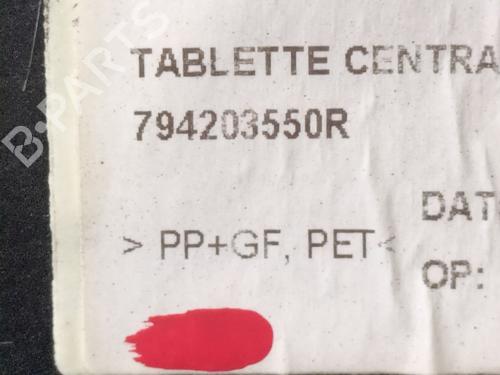 B-PARTS
TABLETTE CENTRA
794203550R
DAT
> PP+GF, PET<
OP: